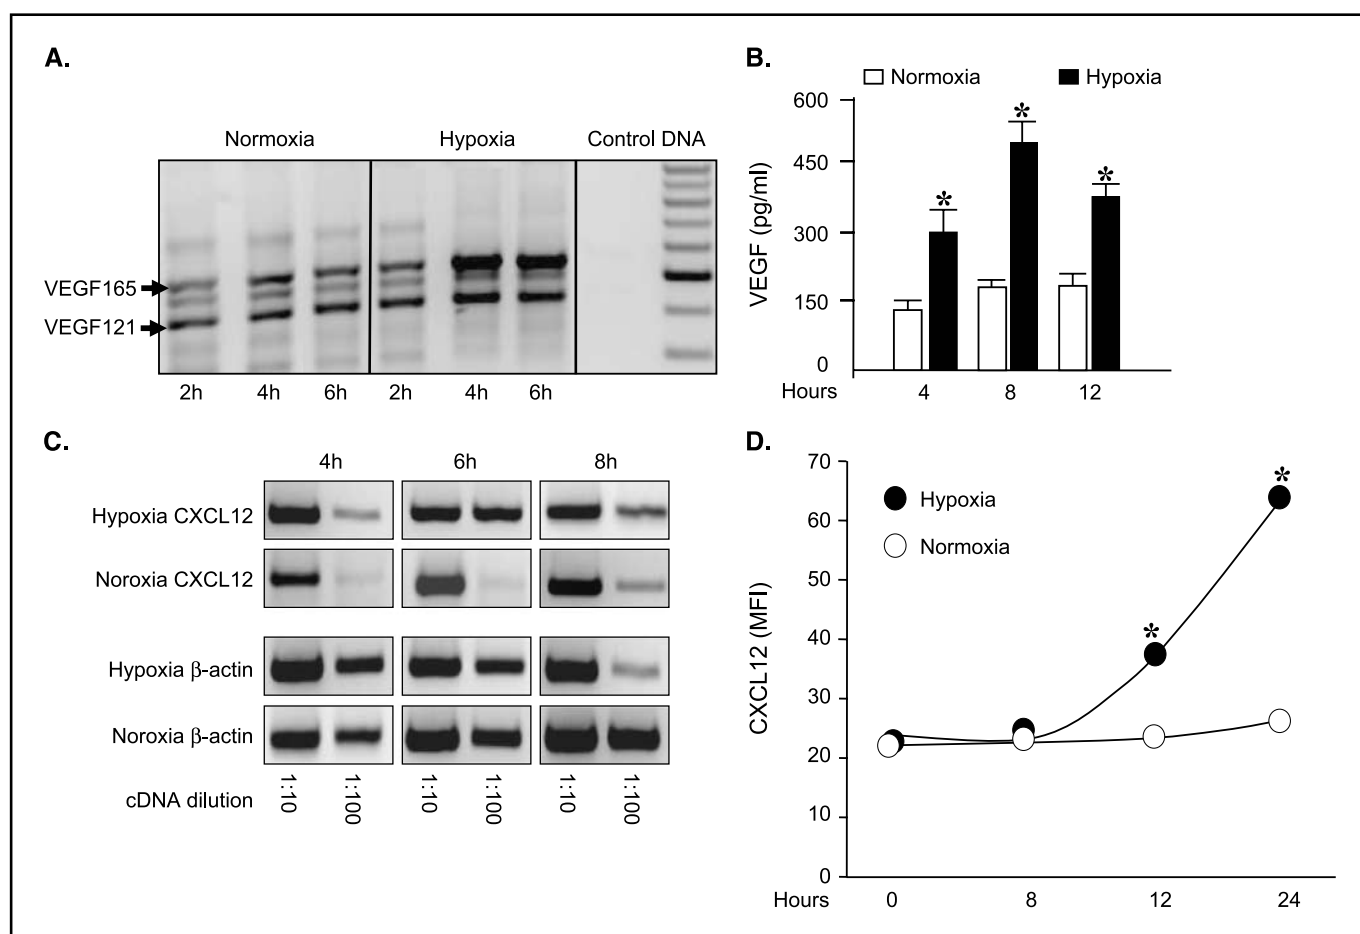 A.
Normoxia Hypoxia Control DNA
VEGF165
VEGF121
2h 4h 6h 2h 4h 6h
B.
Normoxia Hypoxia
600
450
300
150
0
VEGF (pg/ml)
* * *
Hours 4 8 12
C.
4h 6h 8h
Hypoxia CXCL12
Noroxia CXCL12
Hypoxia β-actin
Noroxia β-actin
cDNA dilution 1:10 1:100 1:10 1:100 1:10 1:100
D.
70
60
50
40
30
20
10
0
CXCL12 (MFI)
Hypoxia
Normoxia
* *
Hours 0 8 12 24